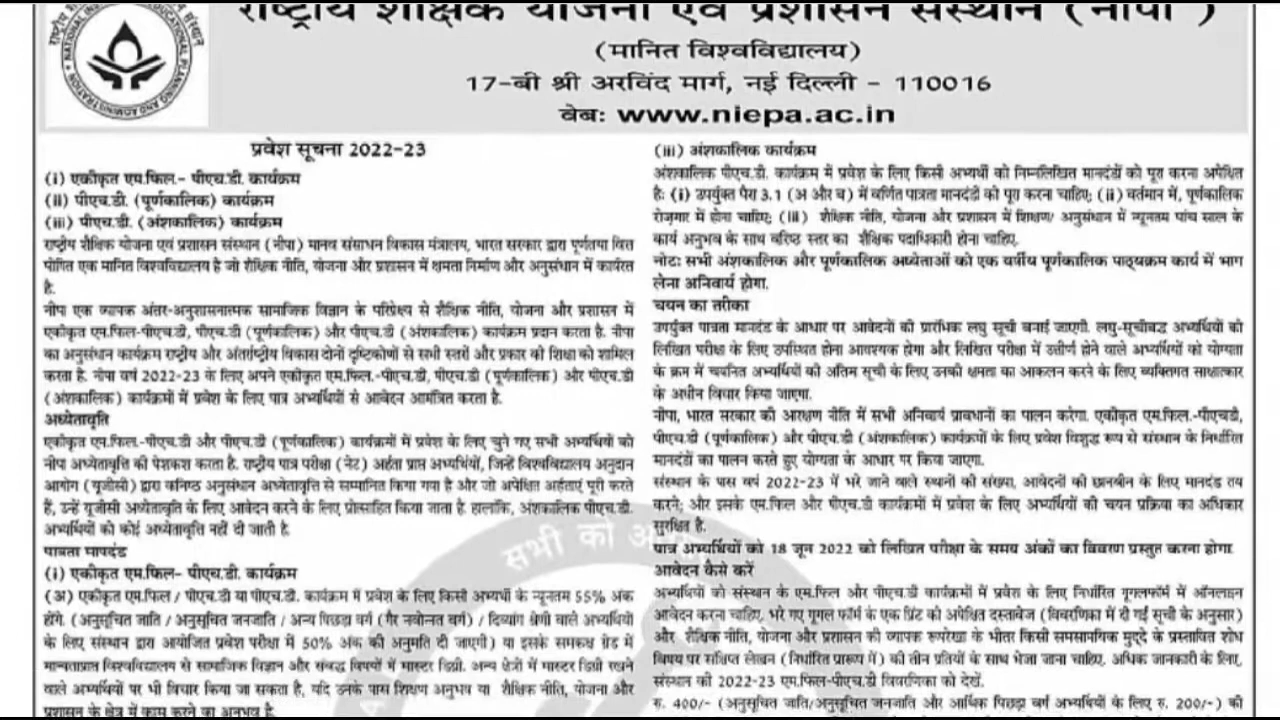 राष्ट्रीय शैक्षिक योजना एवं प्रशासन संस्थान (नीपा)
(मानित विश्वविद्यालय)
17-बी श्री अरविंद मार्ग, नई दिल्ली - 110016
वेब: www.niepa.ac.in
प्रवेश सूचना 2022-23
(i) एकीकृत एम.फिल- पीएच.डी. कार्यक्रम
(ii) पीएच.डी. (पूर्णकालिक) कार्यक्रम
(iii) पीएच.डी. (अंशकालिक) कार्यक्रम
राष्ट्रीय शैक्षिक योजना एवं प्रशासन संस्थान (नीपा) मानव संसाधन विकास मंत्रालय, भारत सरकार द्वारा पूर्णतया वित्त
पोषित एक मानित विश्वविद्यालय है जो शैक्षिक नीति, योजना और प्रशासन में क्षमता निर्माण और अनुसंधान में कार्यरत
है.
नीपा एक व्यापक अंतर-अनुशासनात्मक सामाजिक विज्ञान के परिप्रेक्ष्य से शैक्षिक नीति, योजना और प्रशासन में
एकीकृत एम.फिल-पीएच.डी, पीएच.डी (पूर्णकालिक) और पीएच.डी (अंशकालिक) कार्यक्रम प्रदान करता है. नीपा
का अनुसंधान कार्यक्रम राष्ट्रीय और अंतर्राष्ट्रीय विकास दोनों दृष्टिकोणों से सभी स्तरों और प्रकार की शिक्षा को शामिल
करता है. नीपा वर्ष 2022-23 के लिए अपने एकीकृत एम.फिल.-पीएच.डी, पीएच.डी (पूर्णकालिक) और पीएच.डी
(अंशकालिक) कार्यक्रमों में प्रवेश के लिए पात्र अभ्यर्थियों से आवेदन आमंत्रित करता है.
अध्येतावृति
एकीकृत एम.फिल-पीएच.डी और पीएच.डी (पूर्णकालिक) कार्यक्रमों में प्रवेश के लिए चुने गए सभी अभ्यर्थियों को
नीपा अध्येतावृत्ति की पेशकश करता है. राष्ट्रीय पात्र परीक्षा (नेट) अर्हता प्राप्त अभ्यर्थियों, जिन्हें विश्वविद्यालय अनुदान
आयोग (यूजीसी) द्वारा कनिष्ठ अनुसंधान अध्येतावृत्ति से सम्मानित किया गया है और जो अपेक्षित अर्हताएं पूरी करते
हैं, उन्हें यूजीसी अध्येतावृत्ति के लिए आवेदन करने के लिए प्रोत्साहित किया जाता है. हालांकि, अंशकालिक पीएच.डी.
अभ्यर्थियों को कोई अध्येतावृत्ति नहीं दी जाती है.
पात्रता मापदंड
(i) एकीकृत एम.फिल- पीएच.डी. कार्यक्रम
(अ) एकीकृत एम.फिल / पीएच.डी या पीएच.डी. कार्यक्रम में प्रवेश के लिए किसी अभ्यर्थी के न्यूनतम 55% अंक
होंगे. (अनुसूचित जाति / अनुसूचित जनजाति / अन्य पिछड़ा वर्ग (गैर नवोन्नत वर्ग) / दिव्यांग श्रेणी वाले अभ्यर्थियों
के लिए संस्थान द्वारा आयोजित प्रवेश परीक्षा में 50% अंक की अनुमति दी जाएगी) या इसके समकक्ष ग्रेड में
मान्यताप्राप्त विश्वविद्यालय से सामाजिक विज्ञान और संबद्ध विषयों में मास्टर डिग्री. अन्य क्षेत्रों में मास्टर डिग्री रखने
वाले अभ्यर्थियों पर भी विचार किया जा सकता है, यदि उनके पास शिक्षण अनुभव या शैक्षिक नीति, योजना और
प्रशासन के क्षेत्र में काम करने का अनुभव है.
(iii) अंशकालिक कार्यक्रम
अंशकालिक पीएच.डी. कार्यक्रम में प्रवेश के लिए किसी अभ्यर्थी को निम्नलिखित मानदंडों को पूरा करना अपेक्षित
है: (i) उपर्युक्त पैरा 3.1 (अ और ब) में वर्णित पात्रता मानदंडों को पूरा करना चाहिए; (ii) वर्तमान में, पूर्णकालिक
रोज़गार में होना चाहिए; (iii) शैक्षिक नीति, योजना और प्रशासन में शिक्षण/ अनुसंधान में न्यूनतम पांच साल के
कार्य अनुभव के साथ वरिष्ठ स्तर का शैक्षिक पदाधिकारी होना चाहिए.
नोट: सभी अंशकालिक और पूर्णकालिक अध्येताओं को एक वर्षीय पूर्णकालिक पाठ्यक्रम कार्य में भाग
लेना अनिवार्य होगा.
चयन का तरीका
उपर्युक्त पात्रता मानदंड के आधार पर आवेदनों की प्रारंभिक लघु सूची बनाई जाएगी. लघु-सूचीबद्ध अभ्यर्थियों को
लिखित परीक्षा के लिए उपस्थित होना आवश्यक होगा और लिखित परीक्षा में उत्तीर्ण होने वाले अभ्यर्थियों को योग्यता
के क्रम में चयनित अभ्यर्थियों की अंतिम सूची के लिए उनकी क्षमता का आकलन करने के लिए व्यक्तिगत साक्षात्कार
के अधीन विचार किया जाएगा.
नीपा, भारत सरकार की आरक्षण नीति में सभी अनिवार्य प्रावधानों का पालन करेगा. एकीकृत एम.फिल.-पीएचडी,
पीएच.डी (पूर्णकालिक) और पीएच.डी (अंशकालिक) कार्यक्रमों के लिए प्रवेश विशुद्ध रूप से संस्थान के निर्धारित
मानदंडों का पालन करते हुए योग्यता के आधार पर किया जाएगा.
संस्थान के पास वर्ष 2022-23 में भरे जाने वाले स्थानों की संख्या, आवेदनों की छानबीन के लिए मानदंड तय
करने; और इसके एम.फिल और पीएच.डी कार्यक्रमों में प्रवेश के लिए अभ्यर्थियों की चयन प्रक्रिया का अधिकार
सुरक्षित है.
पात्र अभ्यर्थियों को 18 जून 2022 को लिखित परीक्षा के समय अंकों का विवरण प्रस्तुत करना होगा.
आवेदन कैसे करें
अभ्यर्थियों को संस्थान के एम.फिल और पीएच.डी कार्यक्रमों में प्रवेश के लिए निर्धारित गूगलफॉर्म में ऑनलाइन
आवेदन करना चाहिए. भरे गए गूगल फॉर्म के एक प्रिंट को अपेक्षित दस्तावेज (विवरणिका में दी गई सूची के अनुसार)
और शैक्षिक नीति, योजना और प्रशासन की व्यापक रूपरेखा के भीतर किसी समसामयिक मुद्दे के प्रस्तावित शोध
विषय पर संक्षिप्त लेखन (निर्धारित प्रारूप में) की तीन प्रतियों के साथ भेजा जाना चाहिए. अधिक जानकारी के लिए,
संस्थान की 2022-23 एम.फिल-पीएच.डी विवरणिका को देखें.
रु. 400/- (अनुसूचित जाति/अनुसूचित जनजाति और आर्थिक पिछड़ा वर्ग अभ्यर्थियों के लिए रु. 200/-) की
सभी को